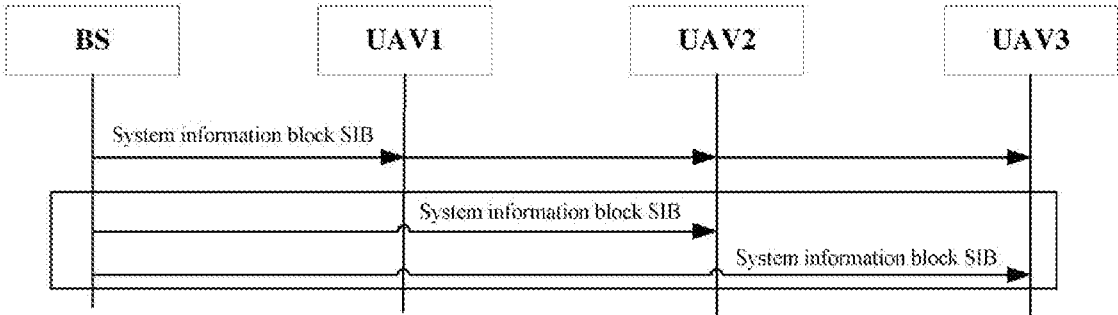 BS UAV1 UAV2 UAV3
System information block SIB
System information block SIB
System information block SIB